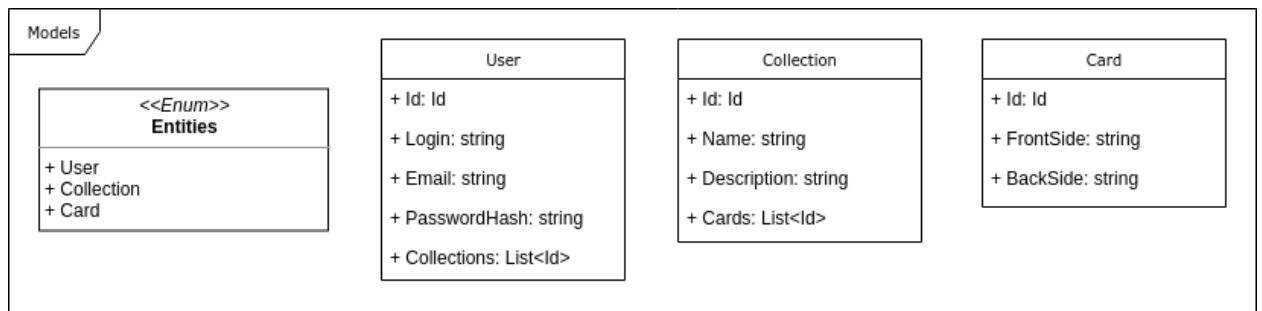 Models
<<Enum>>
Entities
+ User
+ Collection
+ Card
User
+ Id: Id
+ Login: string
+ Email: string
+ PasswordHash: string
+ Collections: List<Id>
Collection
+ Id: Id
+ Name: string
+ Description: string
+ Cards: List<Id>
Card
+ Id: Id
+ FrontSide: string
+ BackSide: string